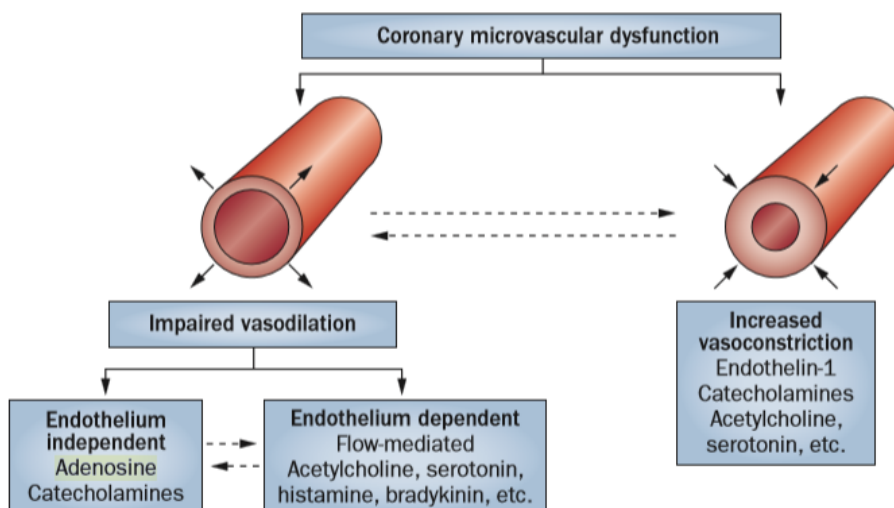 Coronary microvascular dysfunction
Impaired vasodilation
Increased
vasoconstriction
Endothelin-1
Catecholamines
Acetylcholine,
serotonin, etc.
Endothelium
independent
Adenosine
Catecholamines
Endothelium dependent
Flow-mediated
Acetylcholine, serotonin,
histamine, bradykinin, etc.